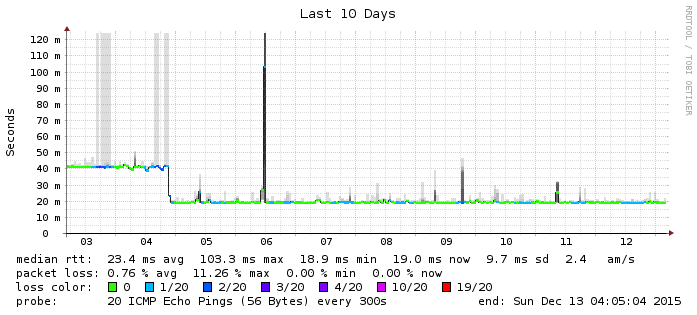 Last 10 Days
RRDTOOL / TOBI OETIKER
Seconds
120 m
110 m
100 m
90 m
80 m
70 m
60 m
50 m
40 m
30 m
20 m
10 m
0
03 04 05 06 07 08 09 10 11 12
median rtt: 23.4 ms avg 103.3 ms max 18.9 ms min 19.0 ms now 9.7 ms sd 2.4 am/s
packet loss: 0.76 % avg 11.26 % max 0.00 % min 0.00 % now
loss color: 0 1/20 2/20 3/20 4/20 10/20 19/20
probe: 20 ICMP Echo Pings (56 Bytes) every 300s end: Sun Dec 13 04:05:04 2015